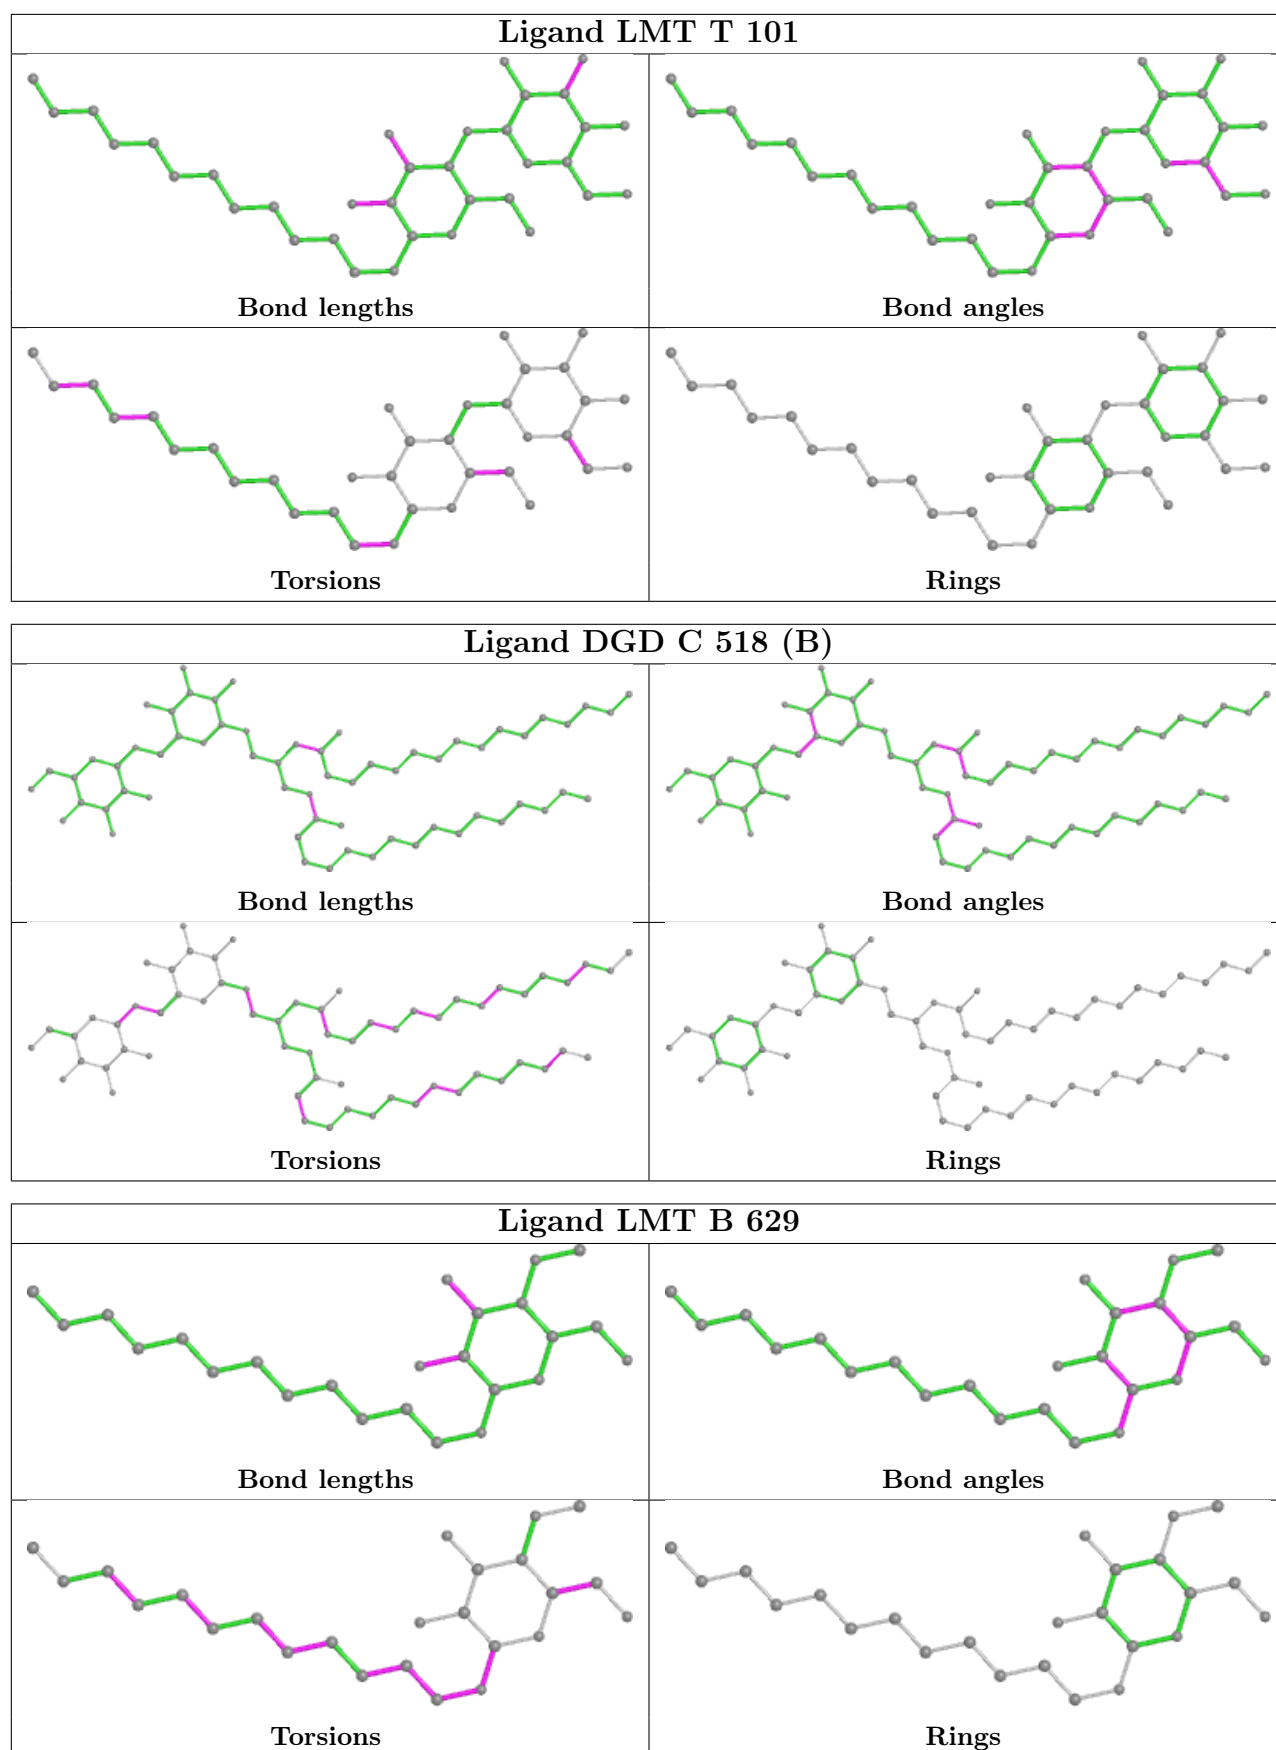 Ligand LMT T 101
Bond lengths
Bond angles
Torsions
Rings
Ligand DGD C 518 (B)
Bond lengths
Bond angles
Torsions
Rings
Ligand LMT B 629
Bond lengths
Bond angles
Torsions
Rings